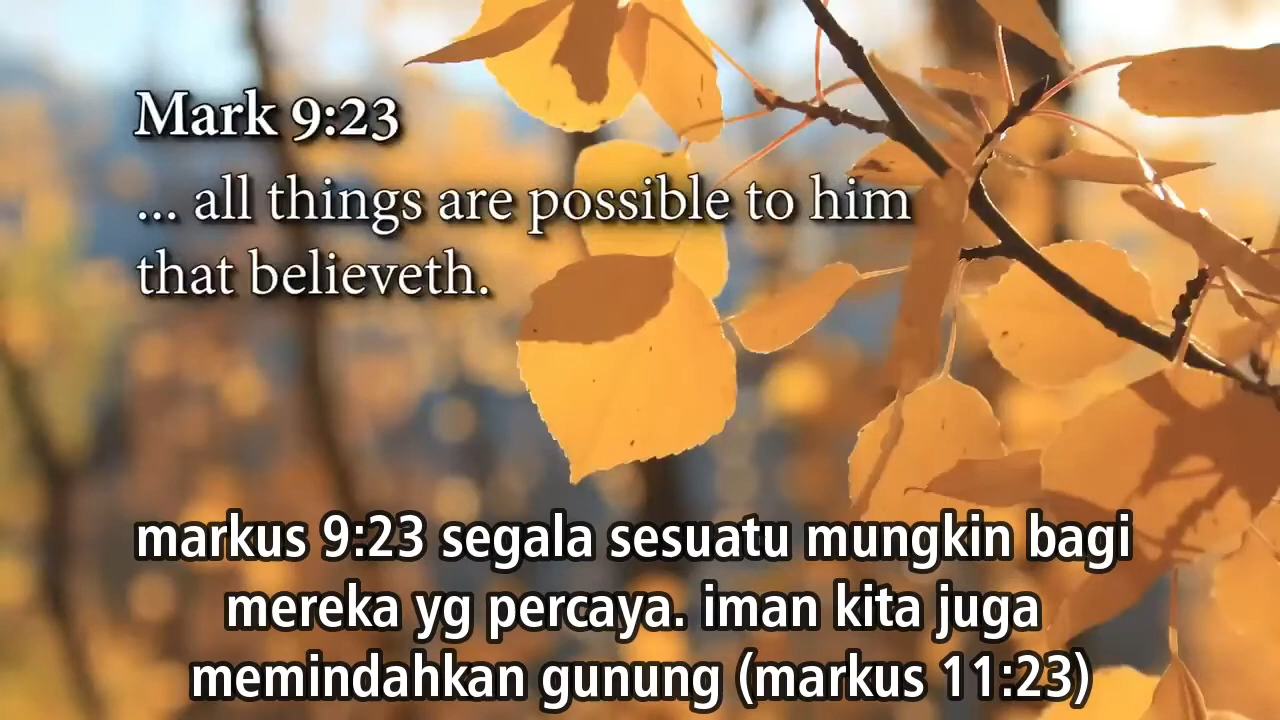 Mark 9:23
... all things are possible to him
that believeth.
markus 9:23 segala sesuatu mungkin bagi
mereka yg percaya. iman kita juga
memindahkan gunung (markus 11:23)